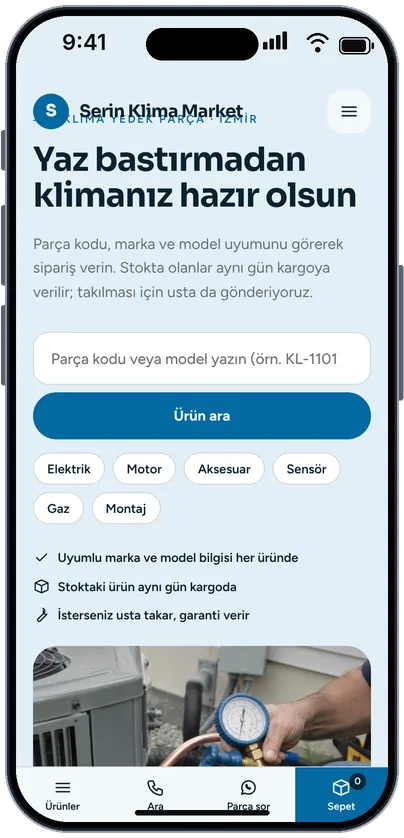 9:41
S Serin Klima Market
KLİMA YEDEK PARÇA · İZMİR
Yaz bastırmadan
klimanız hazır olsun
Parça kodu, marka ve model uyumunu görerek
sipariş verin. Stokta olanlar aynı gün kargoya
verilir; takılması için usta da gönderiyoruz.
Parça kodu veya model yazın (örn. KL-1101
Ürün ara
Elektrik Motor Aksesuar Sensör
Gaz Montaj
Uyumlu marka ve model bilgisi her üründe
Stoktaki ürün aynı gün kargoda
İsterseniz usta takar, garanti verir
0
Ürünler Ara Parça sor Sepet